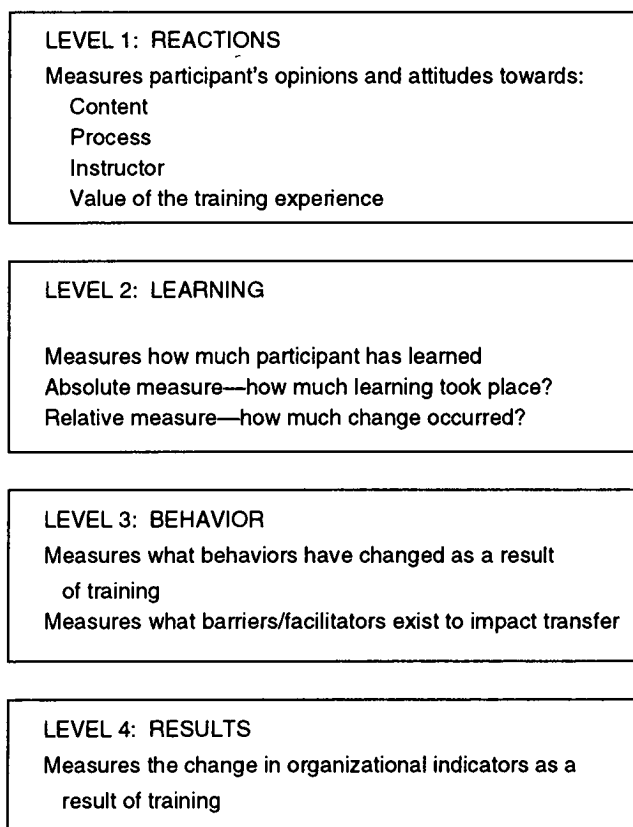 LEVEL 1: REACTIONS
Measures participant's opinions and attitudes towards:
Content
Process
Instructor
Value of the training experience
LEVEL 2: LEARNING
Measures how much participant has learned
Absolute measure—how much learning took place?
Relative measure—how much change occurred?
LEVEL 3: BEHAVIOR
Measures what behaviors have changed as a result
of training
Measures what barriers/facilitators exist to impact transfer
LEVEL 4: RESULTS
Measures the change in organizational indicators as a
result of training